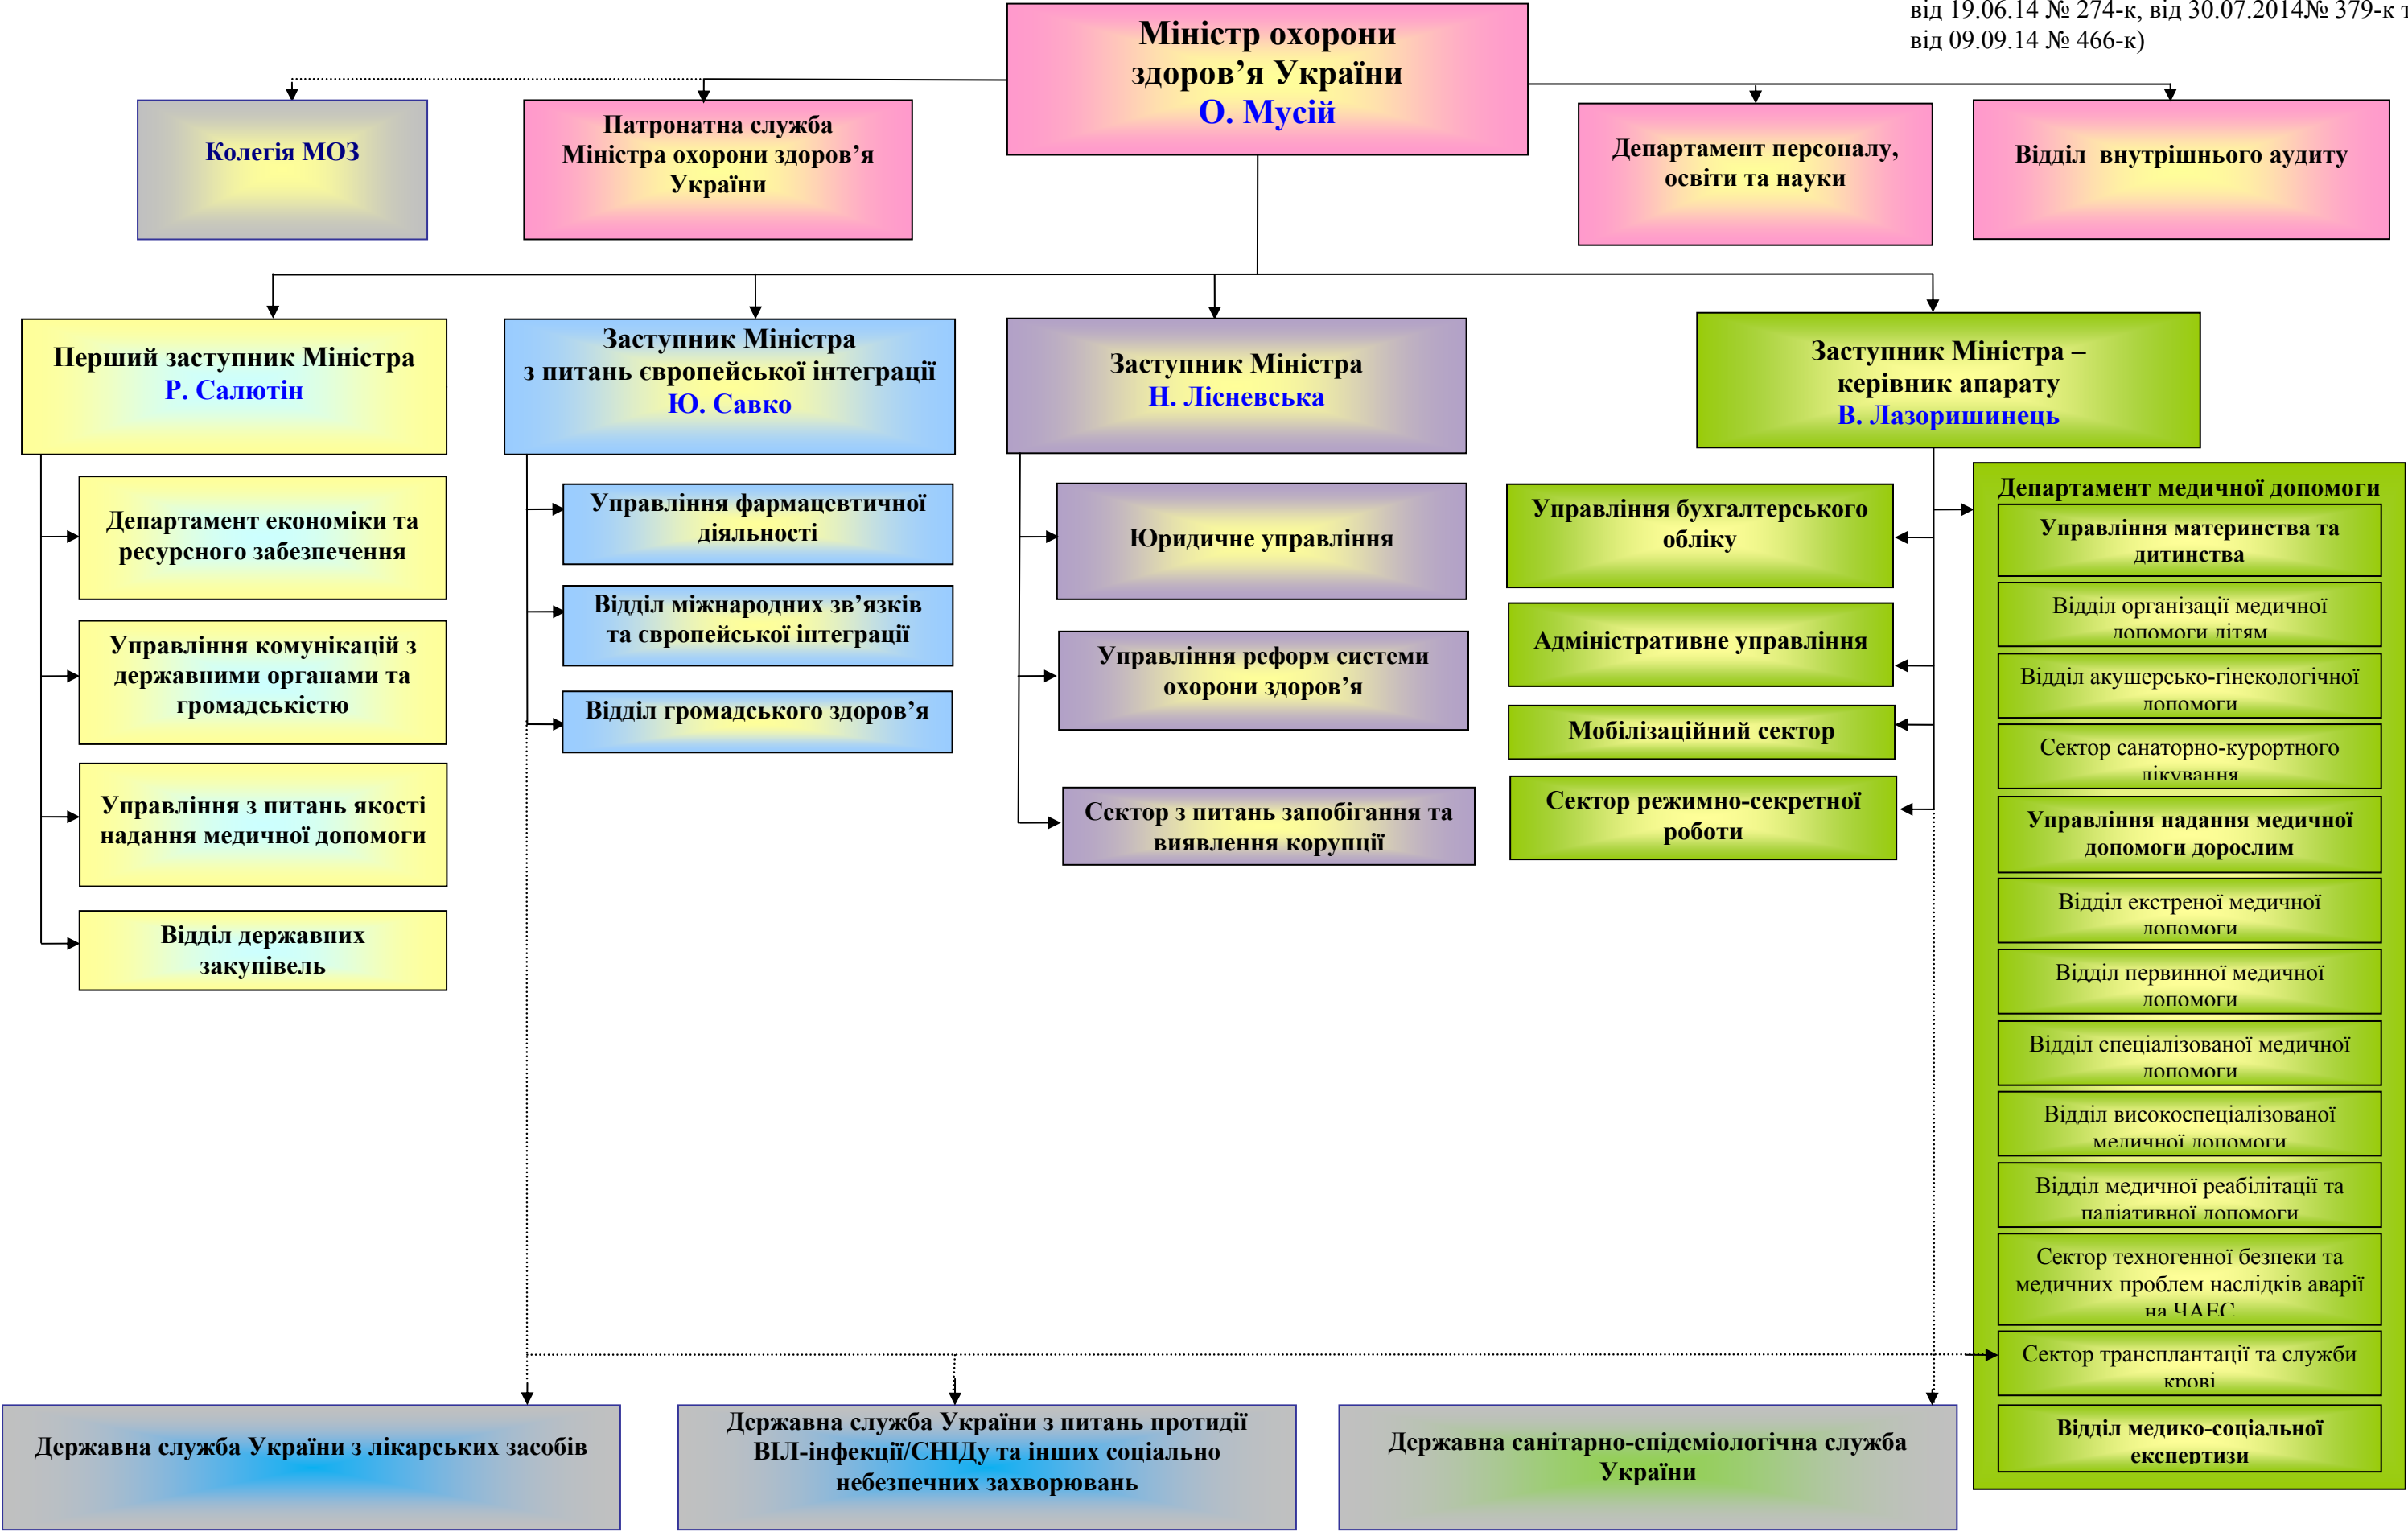 від 19.06.14 № 274-к, від 30.07.2014№ 379-к т
від 09.09.14 № 466-к)
Міністр охорони
здоров’я України
О. Мусій
Колегія МОЗ
Патронатна служба
Міністра охорони здоров’я
України
Департамент персоналу,
освіти та науки
Відділ внутрішнього аудиту
Перший заступник Міністра
Р. Салютін
Заступник Міністра
з питань європейської інтеграції
Ю. Савко
Заступник Міністра
Н. Лісневська
Заступник Міністра –
керівник апарату
В. Лазоришинець
Департамент економіки та
ресурсного забезпечення
Управління комунікацій з
державними органами та
громадськістю
Управління з питань якості
надання медичної допомоги
Відділ державних
закупівель
Управління фармацевтичної
діяльності
Відділ міжнародних зв’язків
та європейської інтеграції
Відділ громадського здоров’я
Юридичне управління
Управління реформ системи
охорони здоров’я
Сектор з питань запобігання та
виявлення корупції
Управління бухгалтерського
обліку
Адміністративне управління
Мобілізаційний сектор
Сектор режимно-секретної
роботи
Департамент медичної допомоги
Управління материнства та
дитинства
Відділ організації медичної
допомоги дітям
Відділ акушерсько-гінекологічної
допомоги
Сектор санаторно-курортного
лікування
Управління надання медичної
допомоги дорослим
Відділ екстреної медичної
допомоги
Відділ первинної медичної
допомоги
Відділ спеціалізованої медичної
допомоги
Відділ високоспеціалізованої
медичної допомоги
Відділ медичної реабілітації та
паліативної допомоги
Сектор техногенної безпеки та
медичних проблем наслідків аварії
на ЧАЕС
Сектор трансплантації та служби
крові
Відділ медико-соціальної
експертизи
Державна служба України з лікарських засобів
Державна служба України з питань протидії
ВІЛ-інфекції/СНІДу та інших соціально
небезпечних захворювань
Державна санітарно-епідеміологічна служба
України